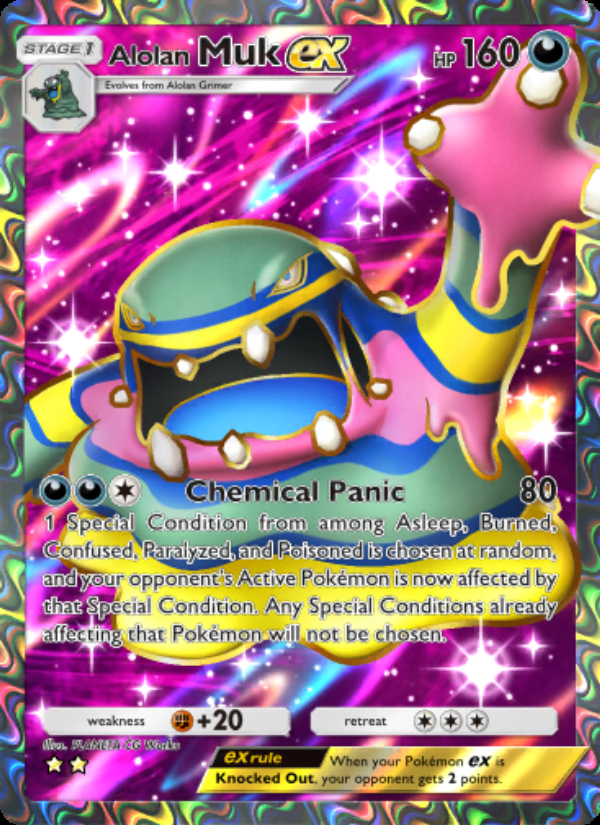 STAGE 1 Alolan Muk ex HP 160
Evolves from Alolan Grimer
Chemical Panic 80
1 Special Condition from among Asleep, Burned,
Confused, Paralyzed, and Poisoned is chosen at random,
and your opponent's Active Pokémon is now affected by
that Special Condition. Any Special Conditions already
affecting that Pokémon will not be chosen.
weakness +20 retreat
Illus. PLANETA CG Works
ex rule When your Pokémon ex is
Knocked Out, your opponent gets 2 points.